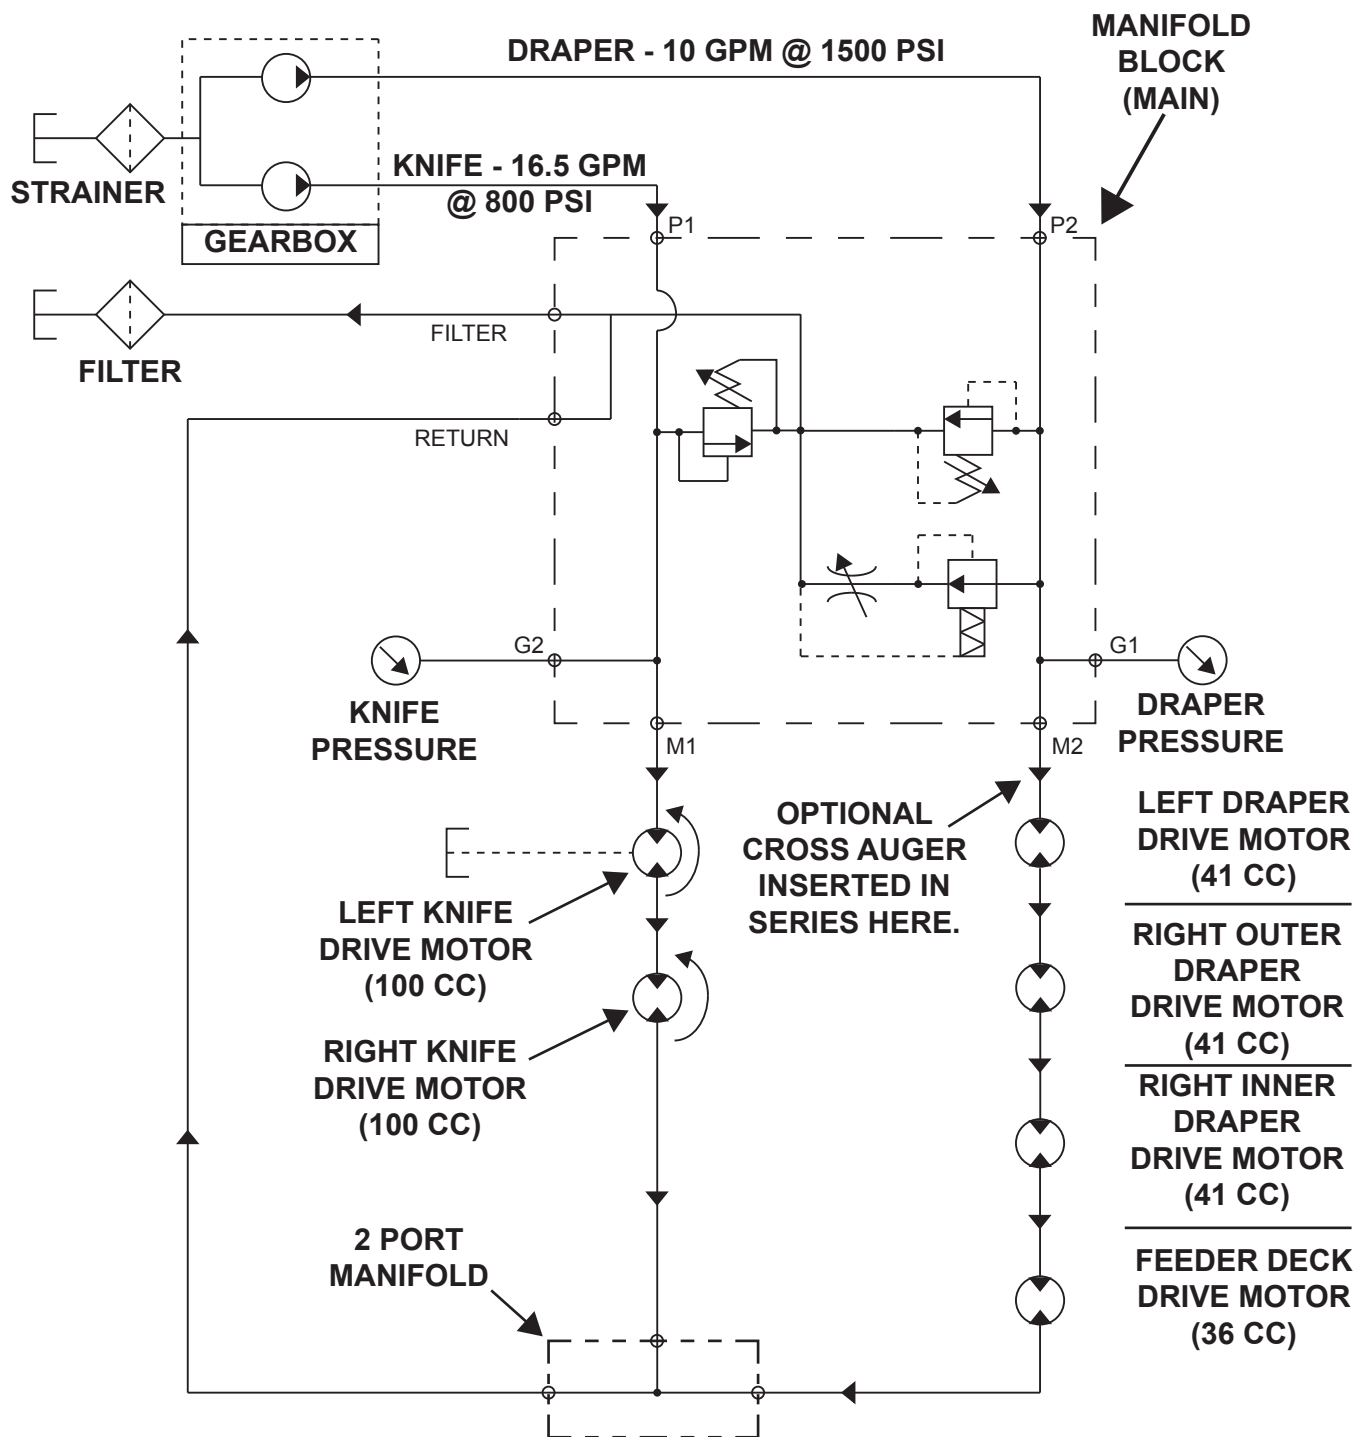 MANIFOLD
BLOCK
(MAIN)
DRAPER - 10 GPM @ 1500 PSI
STRAINER
KNIFE - 16.5 GPM
@ 800 PSI
GEARBOX
P1
P2
FILTER
FILTER
RETURN
G2
G1
KNIFE
PRESSURE
DRAPER
PRESSURE
M1
M2
OPTIONAL
CROSS AUGER
INSERTED IN
SERIES HERE.
LEFT DRAPER
DRIVE MOTOR
(41 CC)
LEFT KNIFE
DRIVE MOTOR
(100 CC)
RIGHT OUTER
DRAPER
DRIVE MOTOR
(41 CC)
RIGHT KNIFE
DRIVE MOTOR
(100 CC)
RIGHT INNER
DRAPER
DRIVE MOTOR
(41 CC)
2 PORT
MANIFOLD
FEEDER DECK
DRIVE MOTOR
(36 CC)